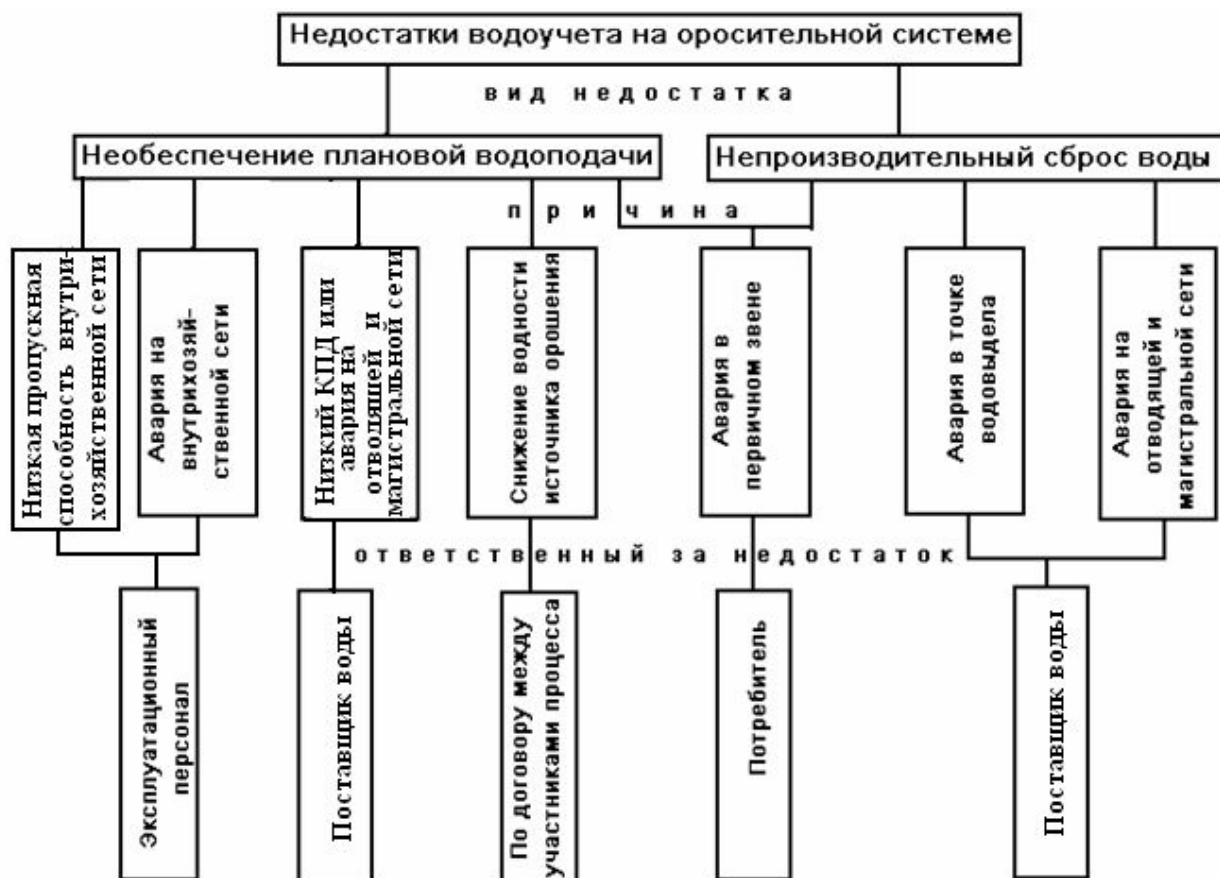 Недостатки водоучета на оросительной системе
вид недостатка
Необеспечение плановой водоподачи
Непроизводительный сброс воды
причина
Низкая пропускная
способность внутри-
хозяйственной сети
Авария на
внутрихозяй-
ственной сети
Низкий КПД или
авария на
отводяшей и
магистральной сети
Снижение водности
источника орошения
Авария в
первичном звене
Авария в точке
водовыдела
Авария на
отводящей и
магистральной сети
ответственный за недостаток
Эксплуатационный
персонал
Поставщик воды
По договору между
участниками процесса
Потребитель
Поставщик воды